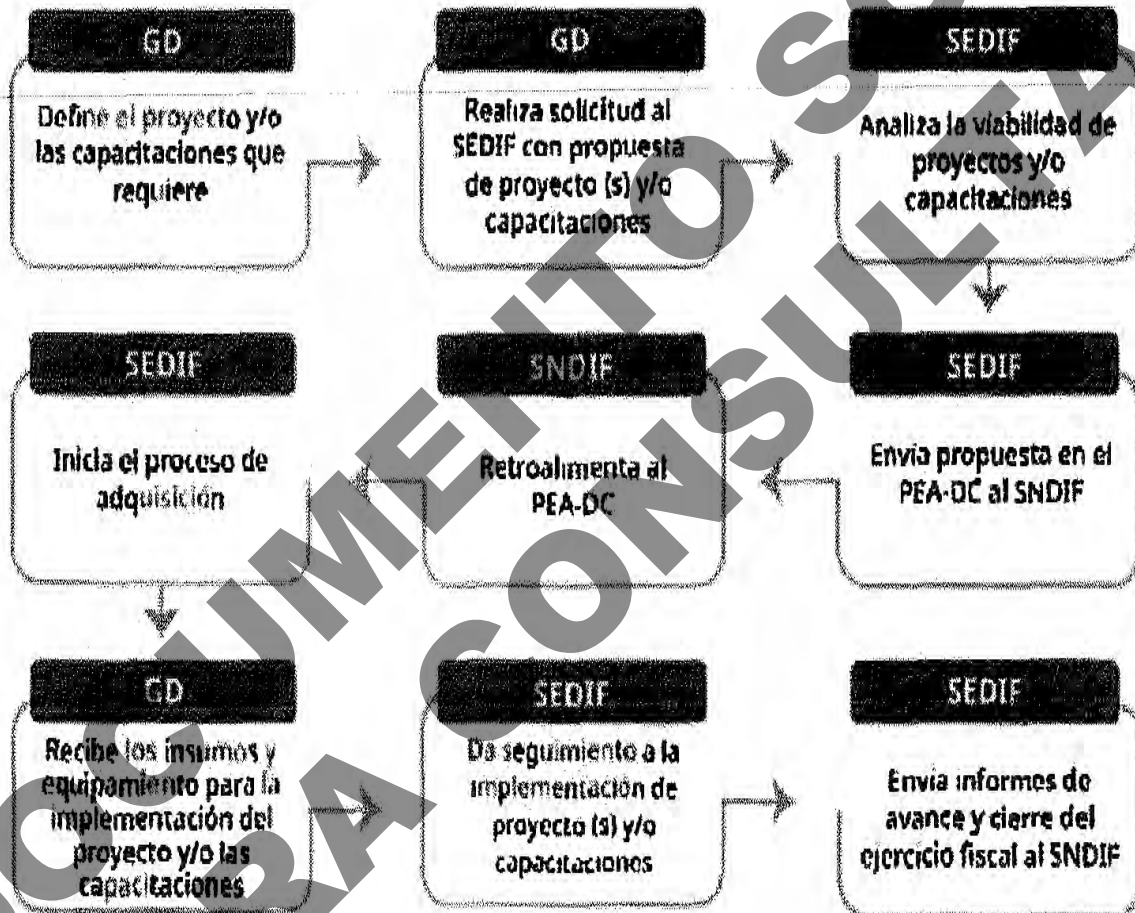 GD
Define el proyecto y/o
las capacitaciones que
requiere
GD
Realiza solicitud al
SEDIF con propuesta
de proyecto (s) y/o
capacitaciones
SEDIF
Analiza la viabilidad de
proyectos y/o
capacitaciones
SEDIF
Inicia el proceso de
adquisición
SNDIF
Retroalimenta al
PEA-DC
SEDIF
Envía propuesta en el
PEA-DC al SNDIF
GD
Recibe los insumos y
equipamiento para la
implementación del
proyecto y/o las
capacitaciones
SEDIF
Da seguimiento a la
implementación de
proyecto (s) y/o
capacitaciones
SEDIF
Envía informes de
avance y cierre del
ejercicio fiscal al SNDIF
DOCUMENTO
CONSULTA